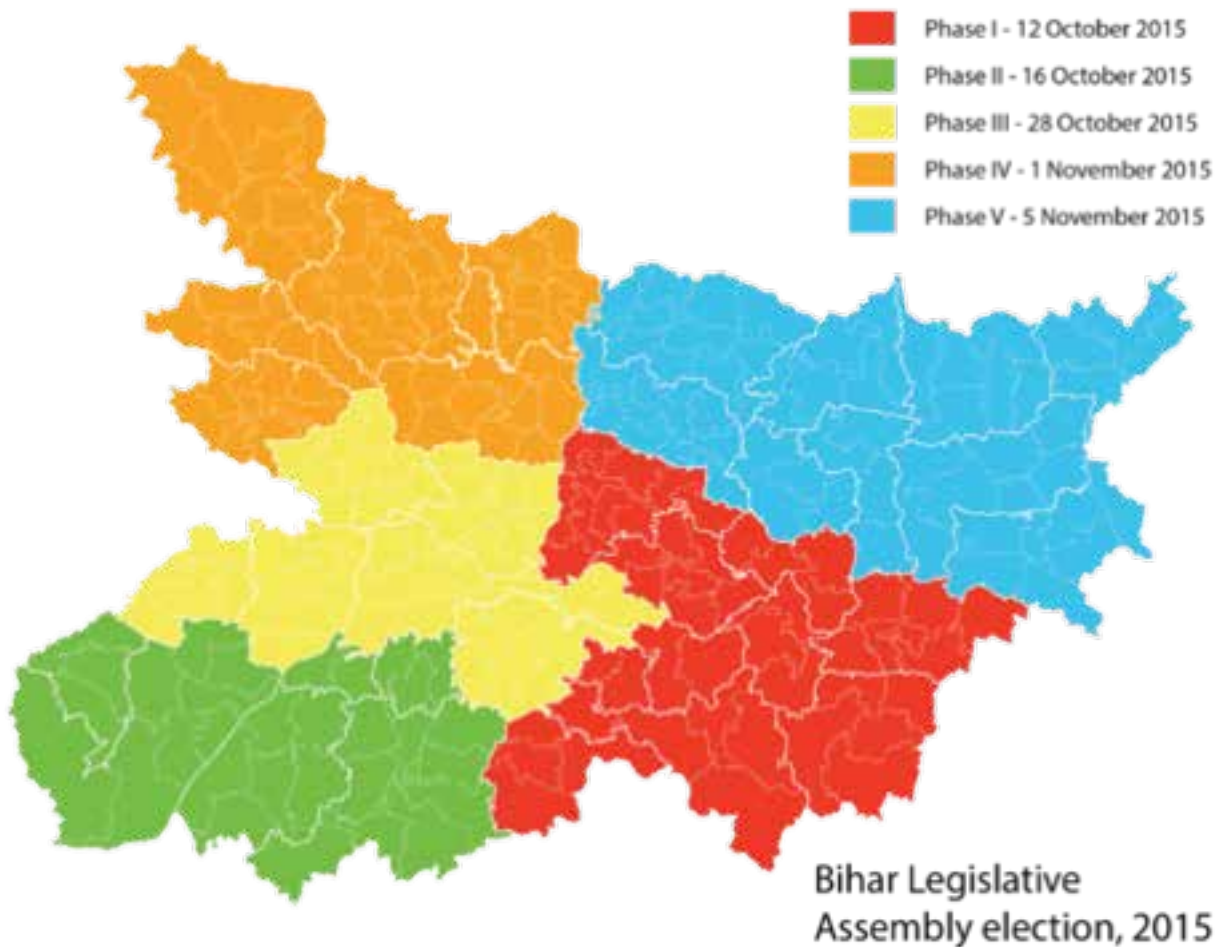 Phase I - 12 October 2015
Phase II - 16 October 2015
Phase III - 28 October 2015
Phase IV - 1 November 2015
Phase V - 5 November 2015
Bihar Legislative
Assembly election, 2015